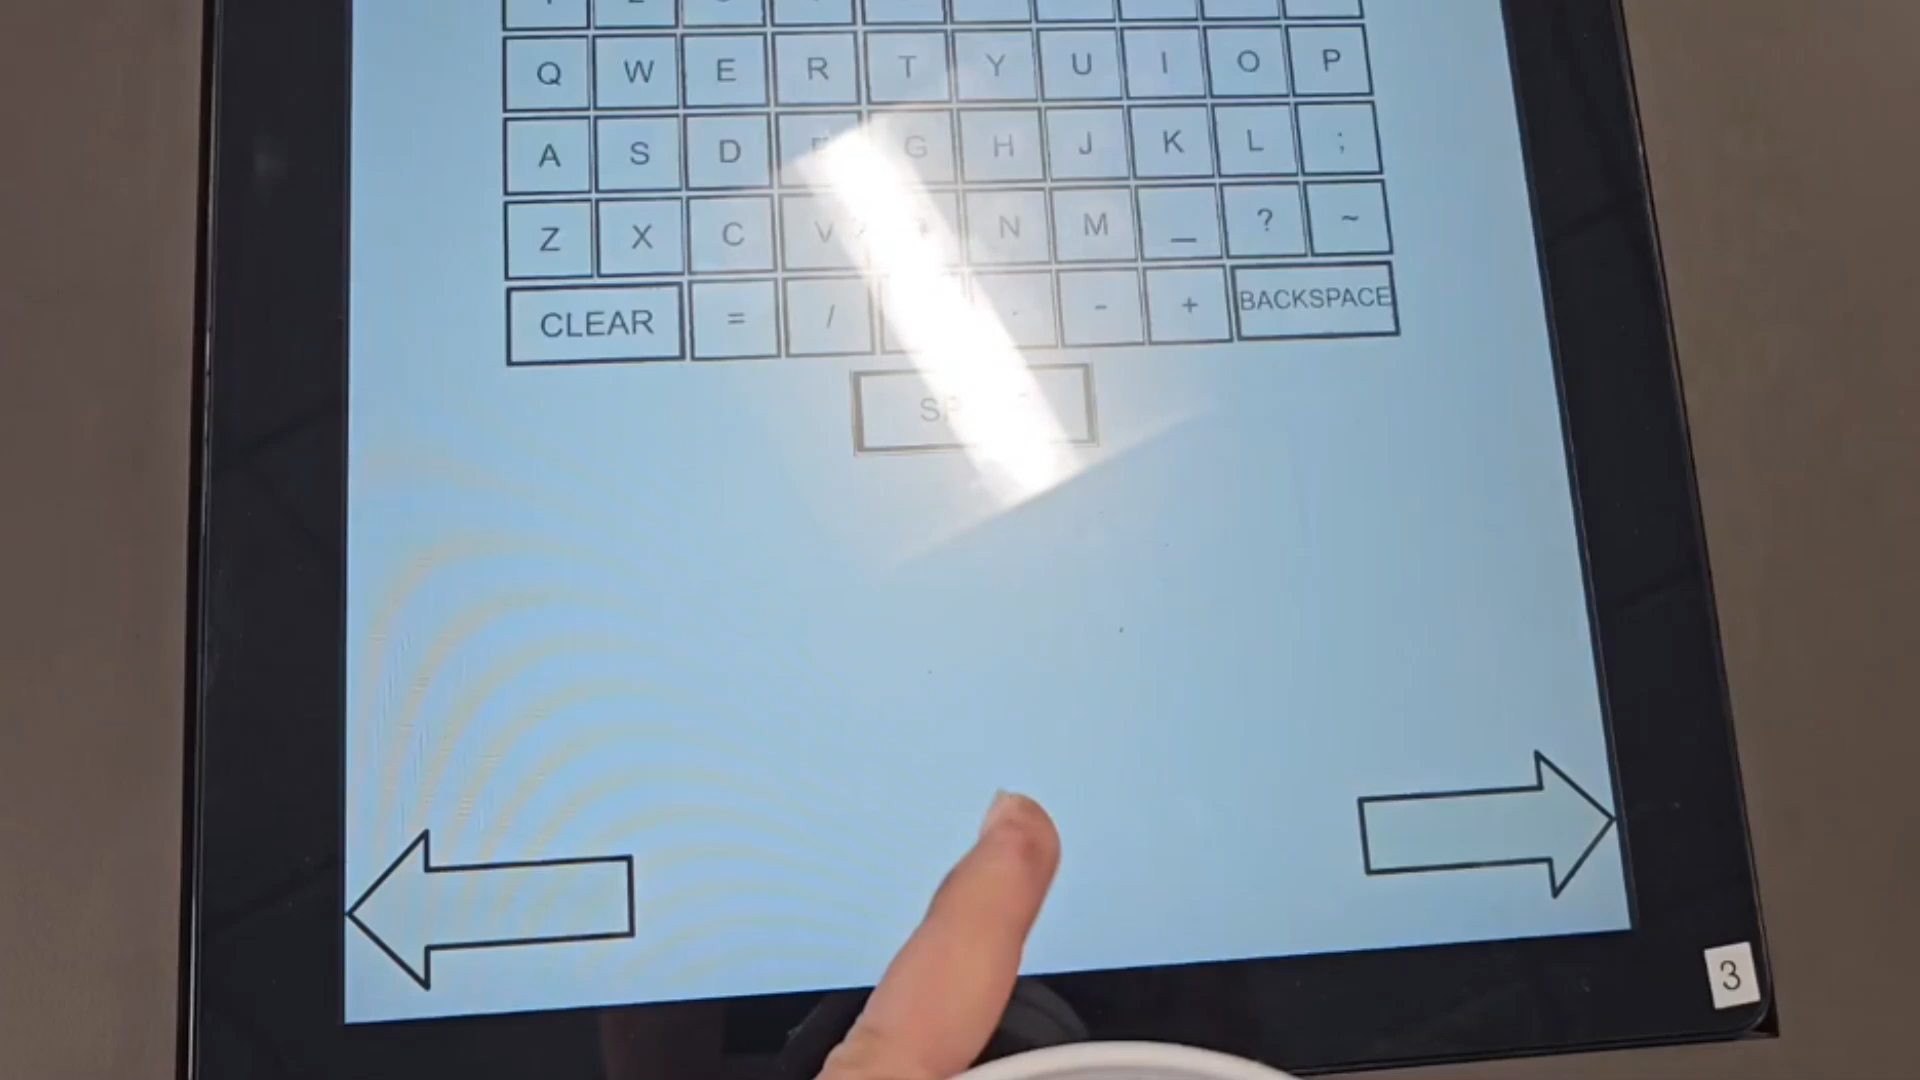 Q W E R T Y U I O P
A S D F G H J K L ;
Z X C V N M _ ? ~
CLEAR = / . - + BACKSPACE
3